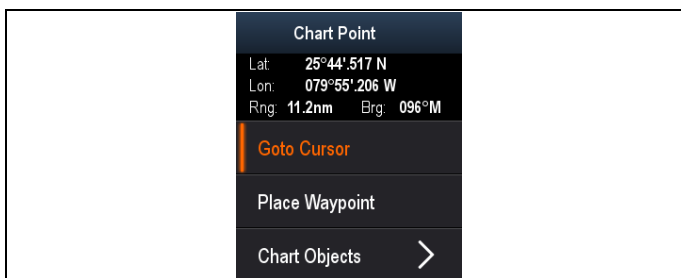 Chart Point
Lat: 25°44'.517 N
Lon: 079°55'.206 W
Rng: 11.2nm Brg: 096°M
Goto Cursor
Place Waypoint
Chart Objects